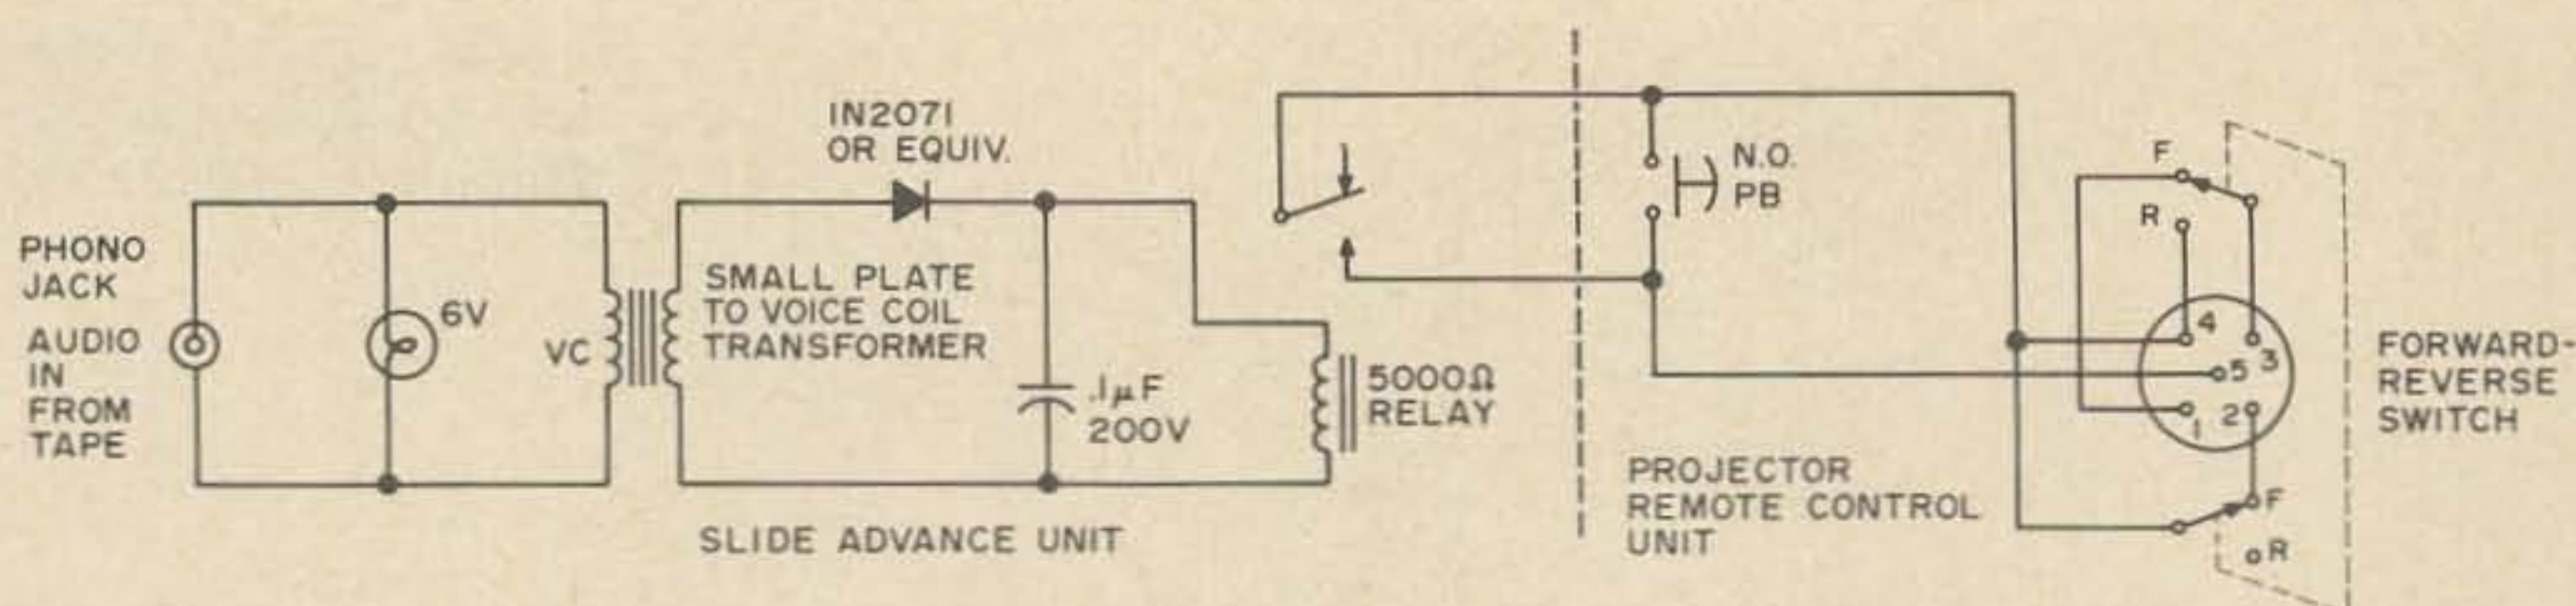 PHONO
JACK
AUDIO
IN
FROM
TAPE
6V
VC
SMALL PLATE
TO VOICE COIL
TRANSFORMER
IN2071
OR EQUIV.
.1µF
200V
5000Ω
RELAY
SLIDE ADVANCE UNIT
N.O.
PB
PROJECTOR
REMOTE CONTROL
UNIT
F
R
4
3
5
2
1
F
R
FORWARD-
REVERSE
SWITCH